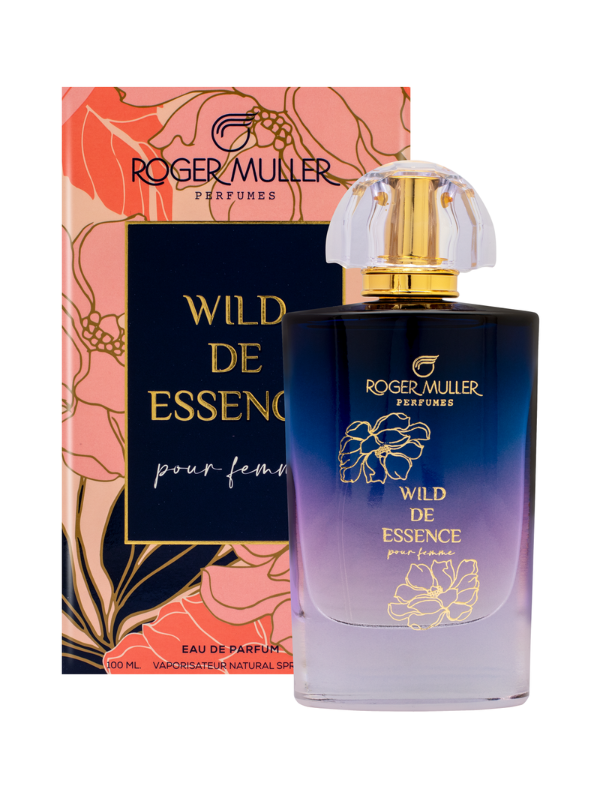 ROGER MULLER
PERFUMES
WILD
DE
ESSENC
pour femm
EAU DE PARFUM
100 ML. VAPORISATEUR NATURAL SPR
ROGER MULLER
PERFUMES
WILD
DE
ESSENCE
pour femme